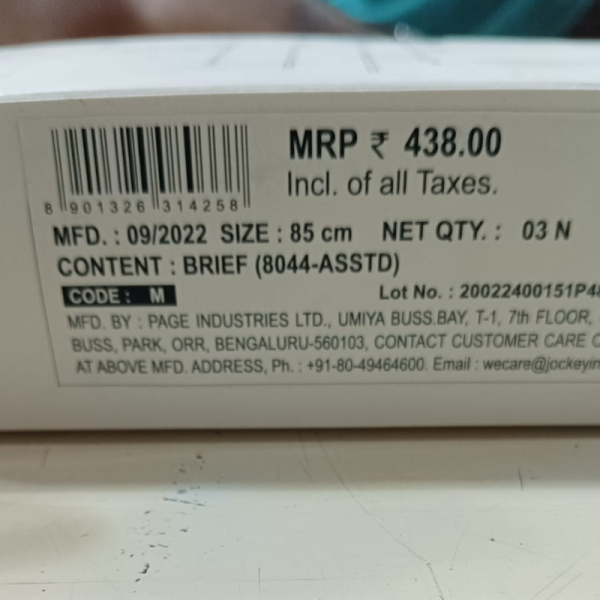 MRP ₹ 438.00
Incl. of all Taxes.
8 901326 314258
MFD. : 09/2022 SIZE : 85 cm NET QTY. : 03 N
CONTENT : BRIEF (8044-ASSTD)
CODE : M Lot No. : 20022400151P48
MFD. BY : PAGE INDUSTRIES LTD., UMIYA BUSS.BAY, T-1, 7th FLOOR,
BUSS, PARK, ORR, BENGALURU-560103, CONTACT CUSTOMER CARE
AT ABOVE MFD. ADDRESS, Ph. : +91-80-49464600. Email : wecare@jockeyin